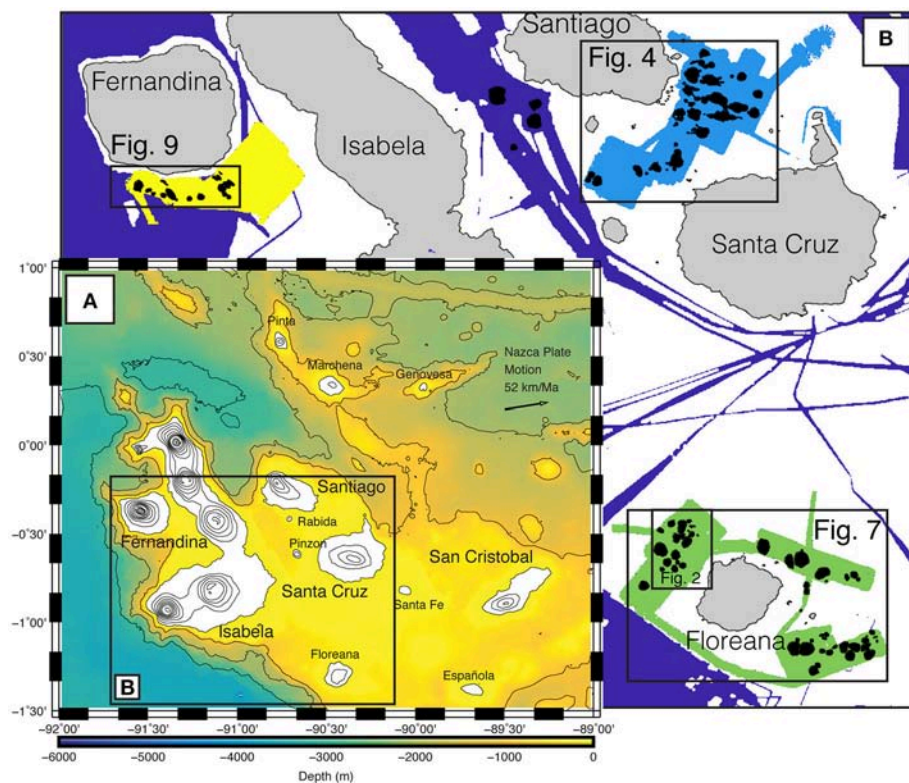 Santiago
B
Fig. 4
Fernandina
Fig. 9
Isabela
Santa Cruz
1°00'
A
Pinta
Nazca Plate
Motion
52 km/Ma
0°30'
Marchena
Genovesa
0°00'
Santiago
Rabida
-0°30'
Fernandina
Pinzon
San Cristobal
Santa Cruz
Santa Fe
-1°00'
Isabela
Floreana
Española
B
-1°30'
-92°00' -91°30' -91°00' -90°30' -90°00' -89°30' -89°00'
-6000 -5000 -4000 -3000 -2000 -1000 0
Depth (m)
Fig. 7
Fig. 2
Floreana